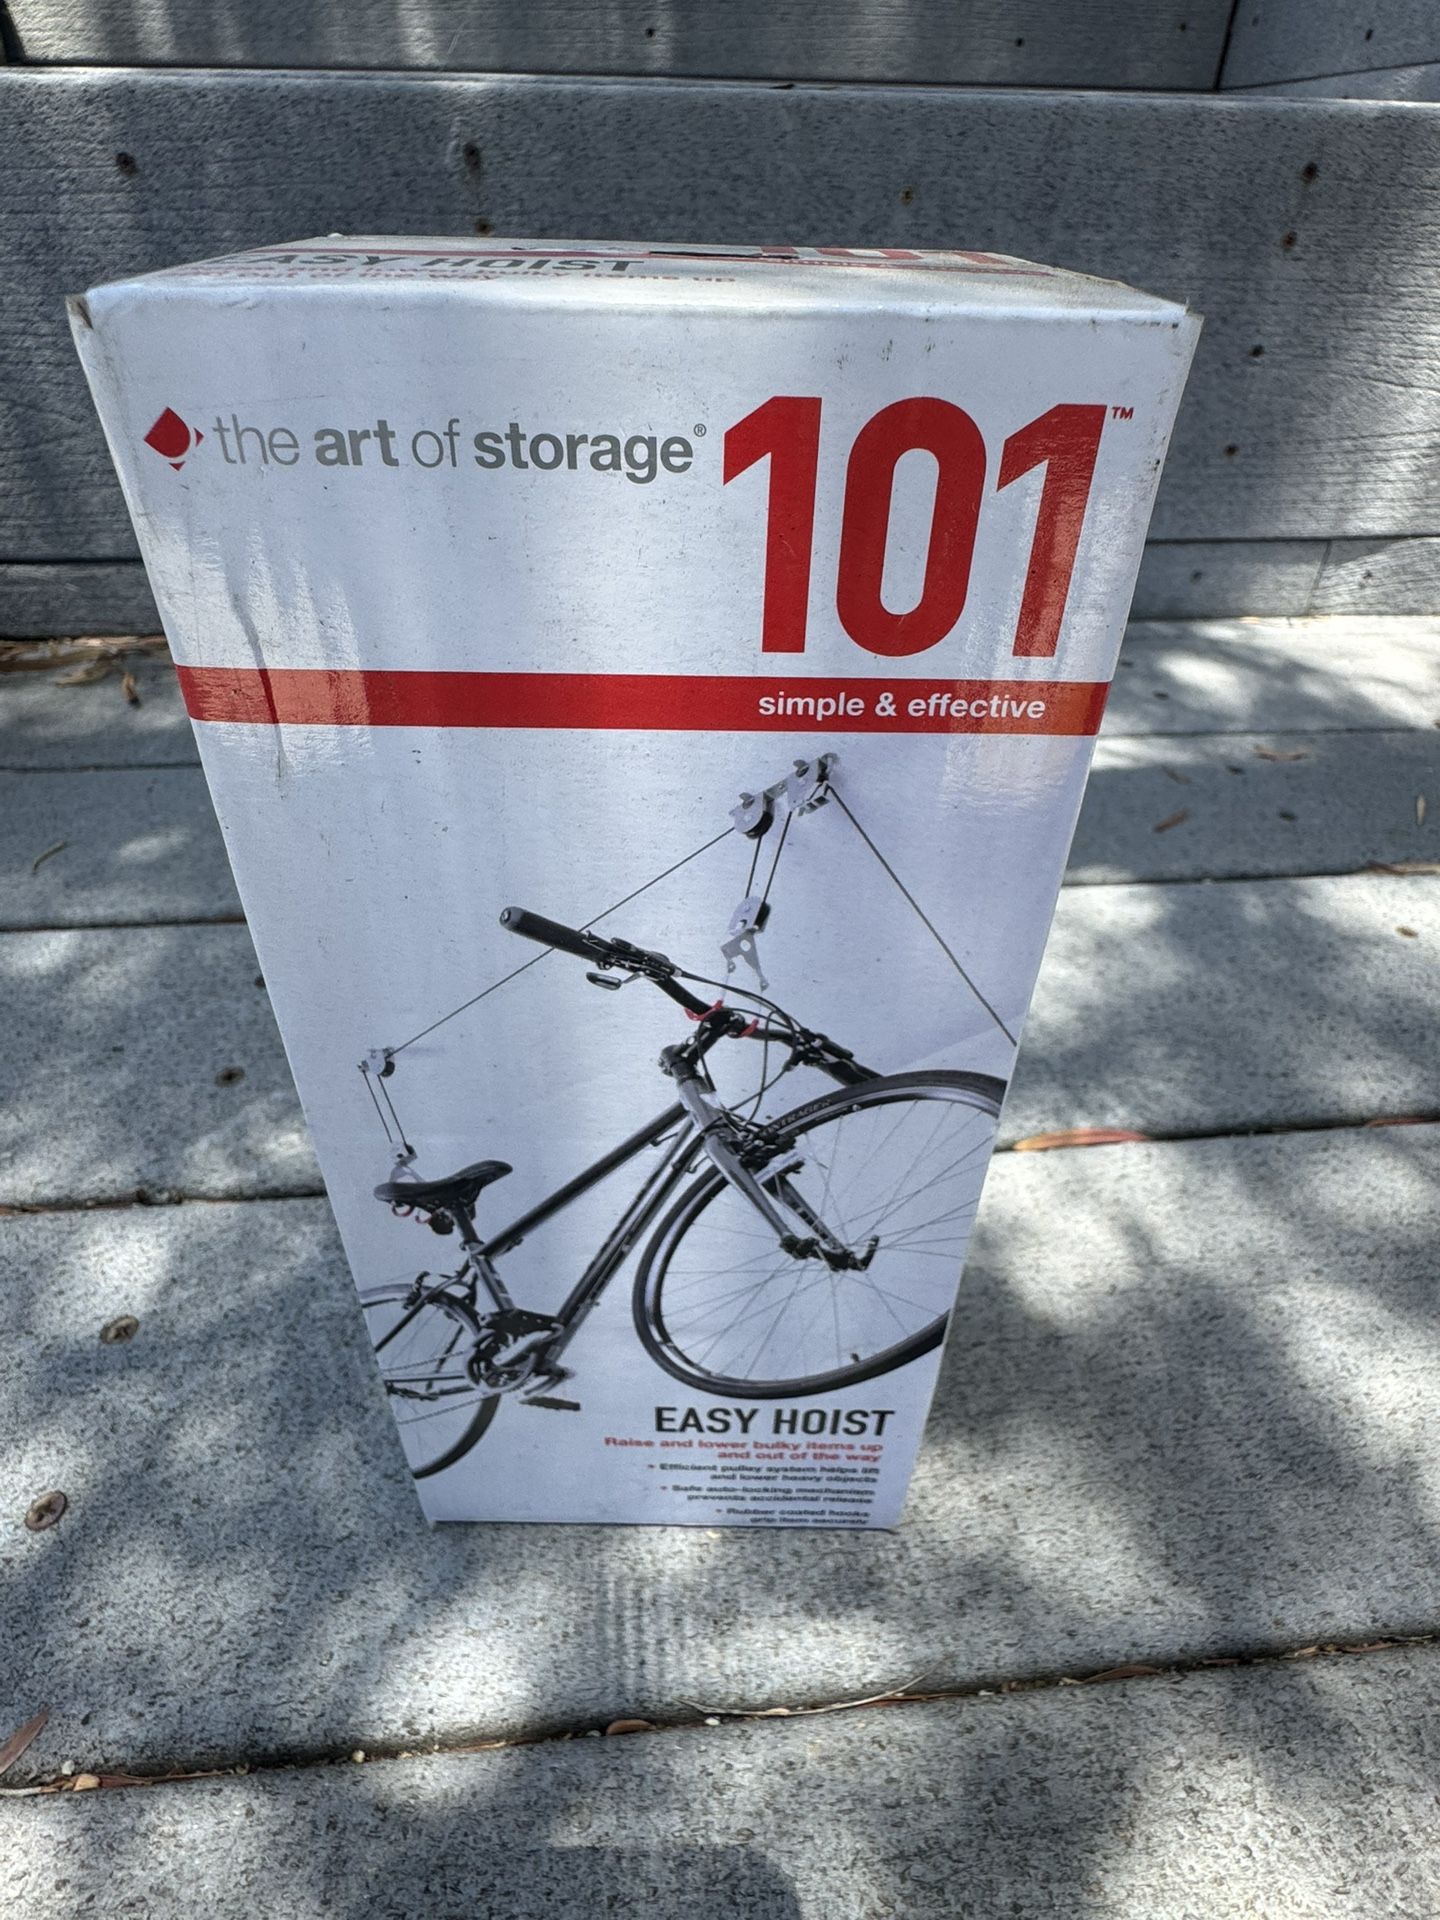 EASY HOIST
101
the art of storage®
101™
simple & effective
EASY HOIST
Raise and lower bulky items up
and out of the way
• Efficient pulley system helps lift
and lower heavy objects
• Safe auto-locking mechanism
prevents accidental release
• Rubber coated hooks
grip item securely